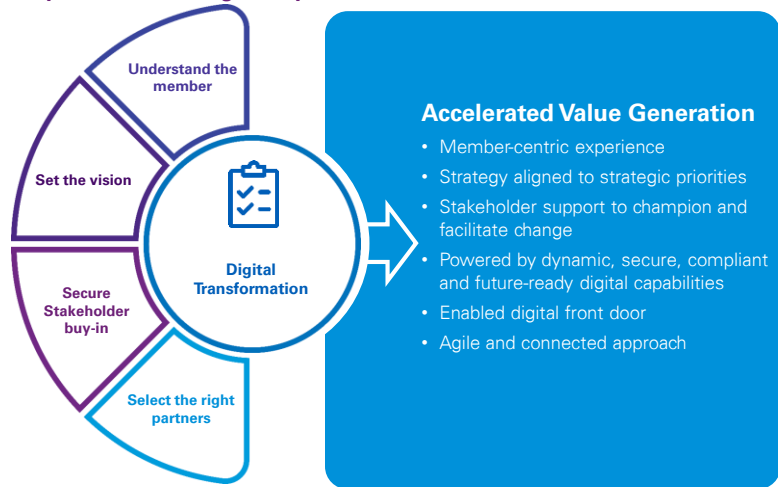 Understand the
member
Set the vision
Secure
Stakeholder
buy-in
Select the right
partners
Digital
Transformation
Accelerated Value Generation
• Member-centric experience
• Strategy aligned to strategic priorities
• Stakeholder support to champion and
facilitate change
• Powered by dynamic, secure, compliant
and future-ready digital capabilities
• Enabled digital front door
• Agile and connected approach